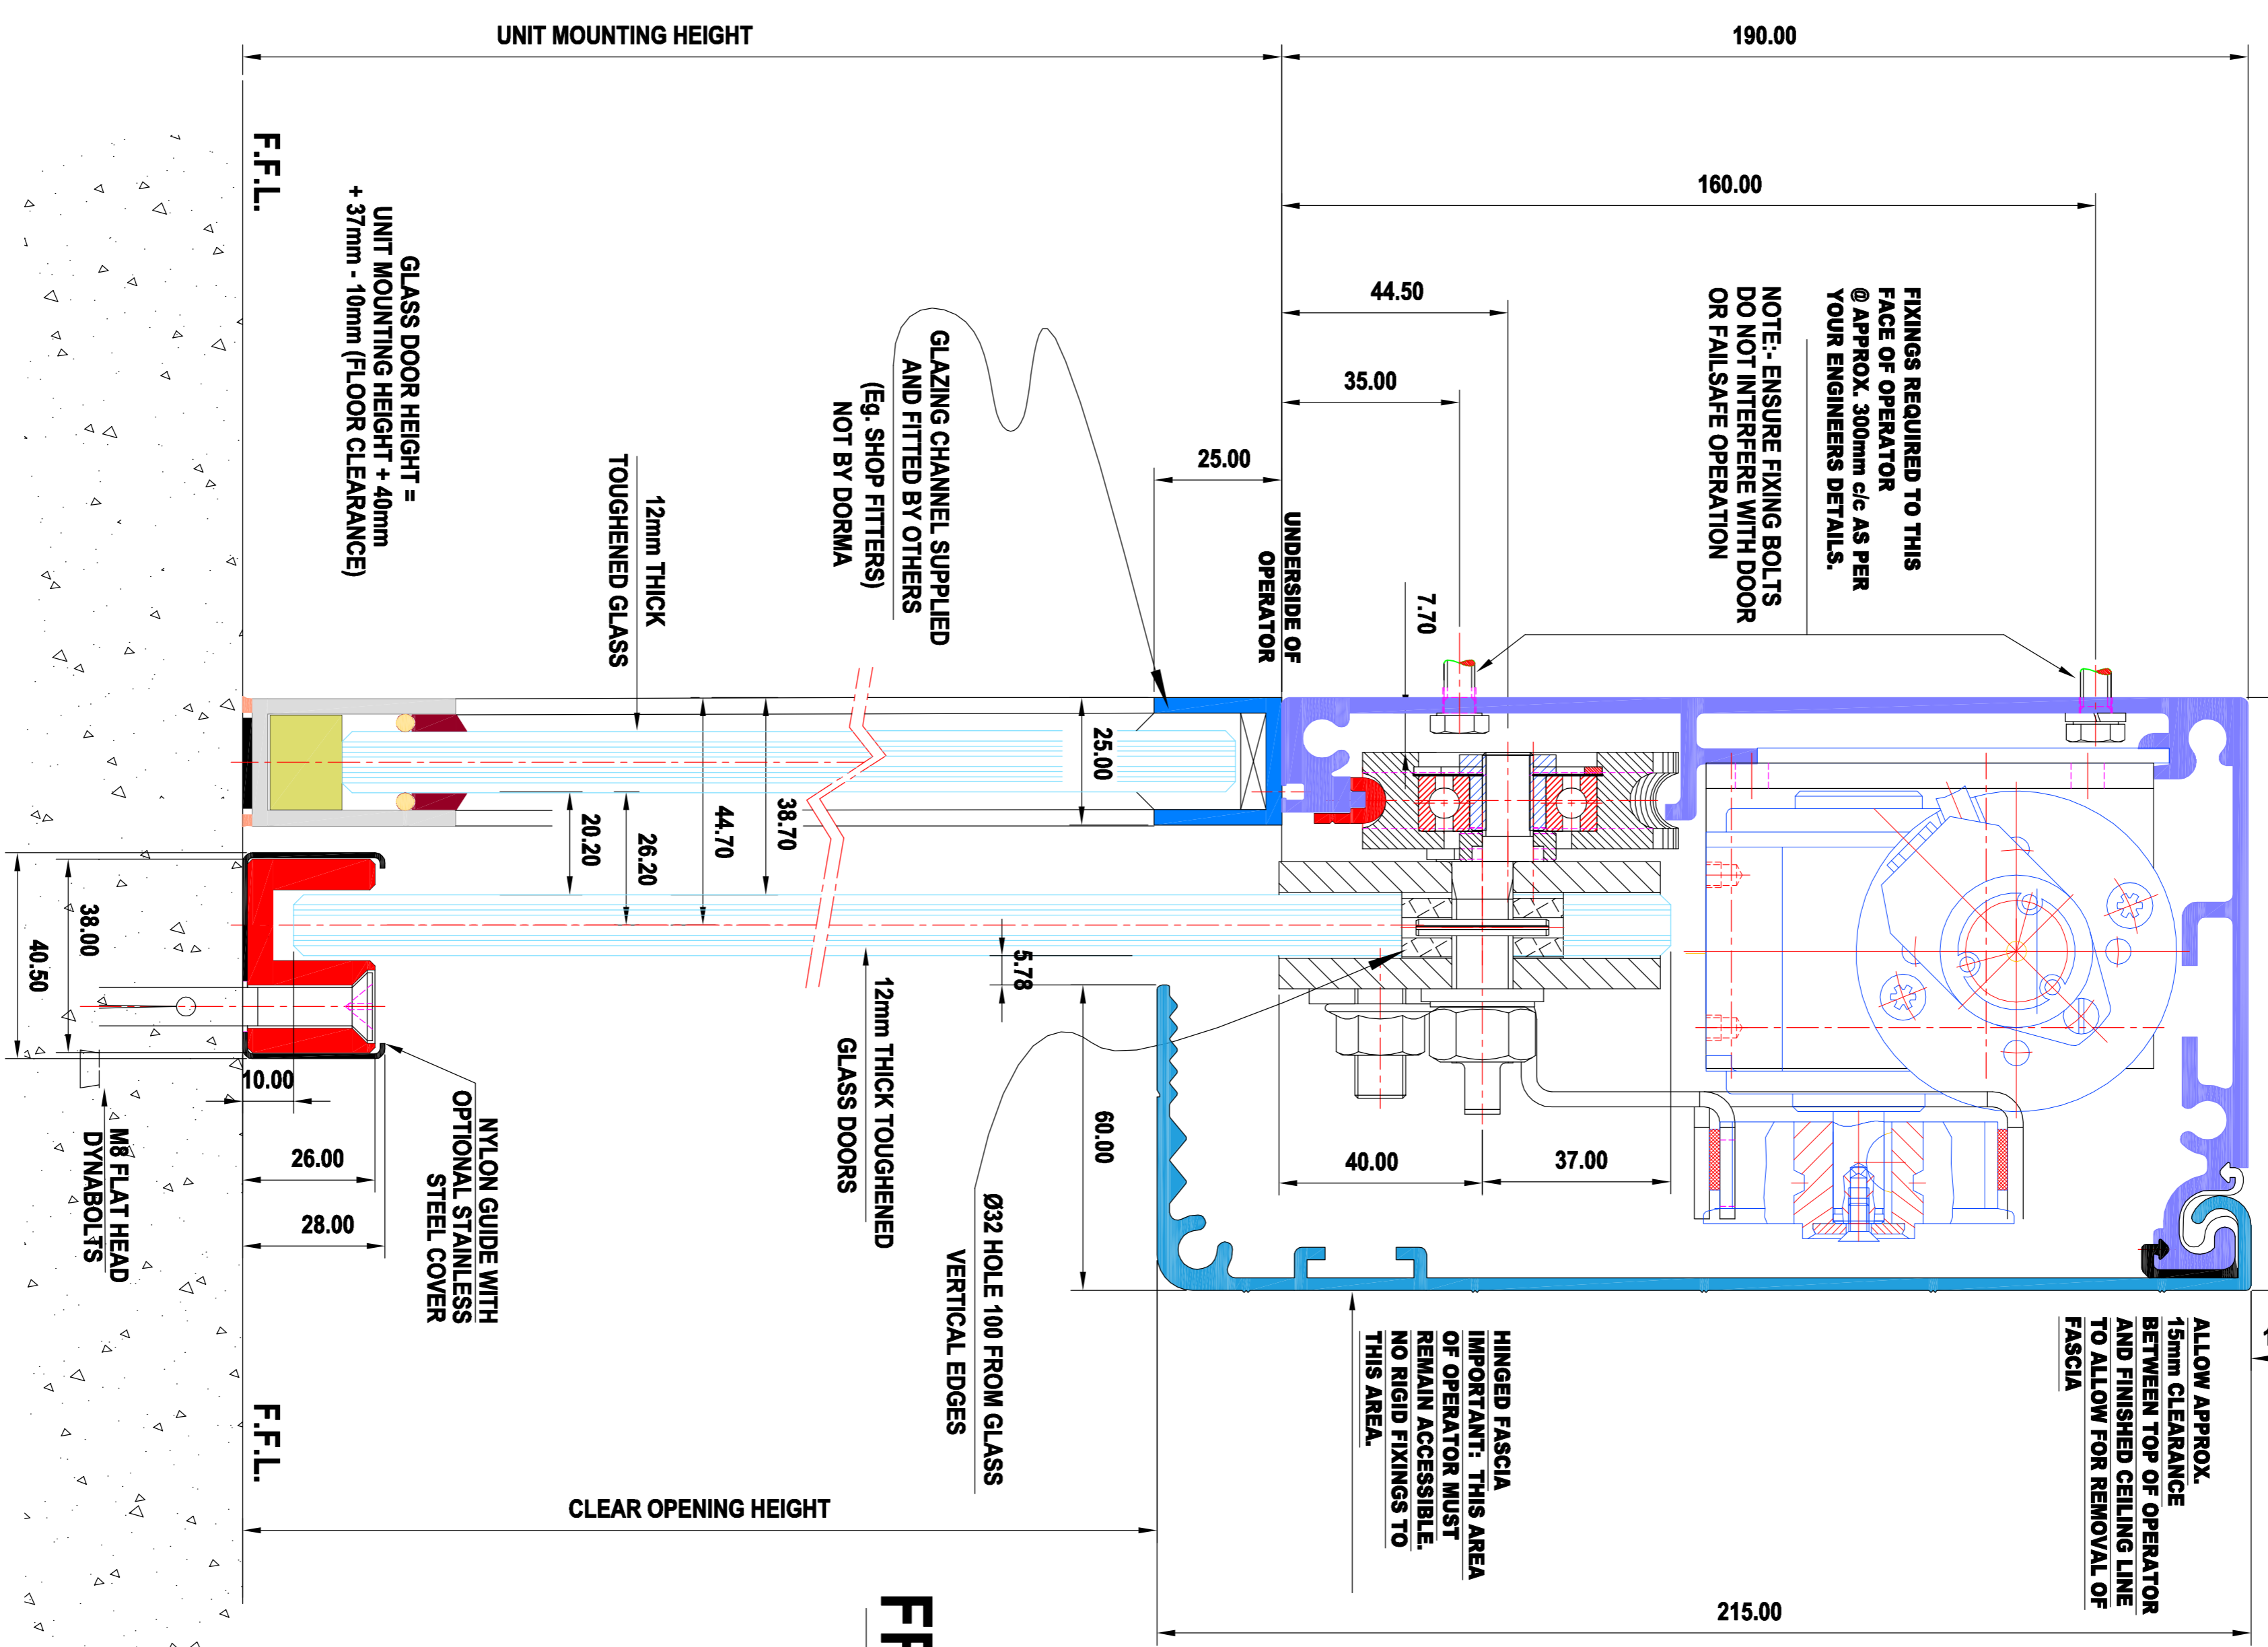 UNIT MOUNTING HEIGHT
190.00
160.00
44.50
35.00
25.00
7.70
FIXINGS REQUIRED TO THIS
FACE OF OPERATOR
@ APPROX. 300mm c/c AS PER
YOUR ENGINEERS DETAILS.
NOTE:- ENSURE FIXING BOLTS
DO NOT INTERFERE WITH DOOR
OR FAILSAFE OPERATION
UNDERSIDE OF
OPERATOR
GLAZING CHANNEL SUPPLIED
AND FITTED BY OTHERS
(Eg. SHOP FITTERS)
NOT BY DORMA
12mm THICK
TOUGHENED GLASS
GLASS DOOR HEIGHT =
UNIT MOUNTING HEIGHT + 40mm
+ 37mm - 10mm (FLOOR CLEARANCE)
F.F.L.
25.00
38.70
44.70
26.20
20.20
5.78
60.00
40.00
37.00
38.00
40.50
10.00
26.00
28.00
M8 FLAT HEAD
DYNABOLTS
NYLON GUIDE WITH
OPTIONAL STAINLESS
STEEL COVER
12mm THICK TOUGHENED
GLASS DOORS
Ø32 HOLE 100 FROM GLASS
VERTICAL EDGES
HINGED FASCIA
IMPORTANT: THIS AREA
OF OPERATOR MUST
REMAIN ACCESSIBLE.
NO RIGID FIXINGS TO
THIS AREA.
ALLOW APPROX.
15mm CLEARANCE
BETWEEN TOP OF OPERATOR
AND FINISHED CEILING LINE
TO ALLOW FOR REMOVAL OF
FASCIA
F.F.L.
CLEAR OPENING HEIGHT
215.00